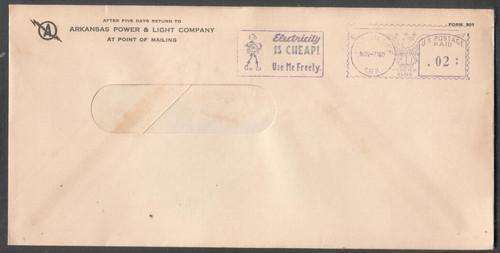 AFTER FIVE DAYS RETURN TO
ARKANSAS POWER & LIGHT COMPANY
AT POINT OF MAILING
A
FORM 301
Electricity
IS CHEAP!
Use Me Freely.
U.S. POSTAGE
PAID
.02